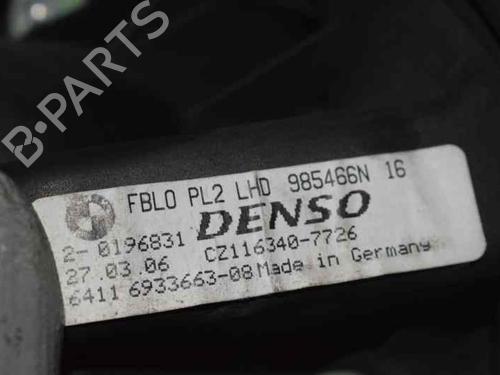 B-PARTS
FBLO PL2 LHD 985466N 16
2- 0196831 DENSO
27.03.06 CZ116340-7726
6411 6933663-08 Made in Germany